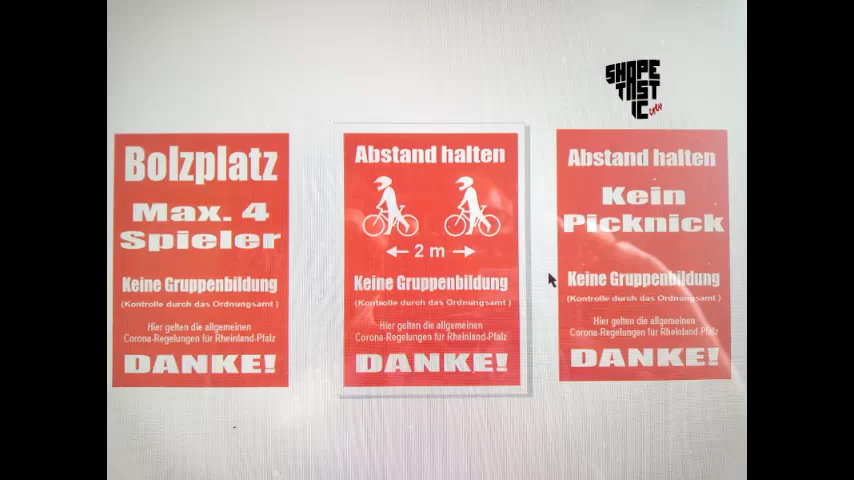 SHAPE
TAST
IC crew
Bolzplatz
Max. 4
Spieler
Keine Gruppenbildung
(Kontrolle durch das Ordnungsamt)
Hier gelten die allgemeinen
Corona-Regelungen für Rheinland-Pfalz
DANKE!
Abstand halten
2 m
Keine Gruppenbildung
(Kontrolle durch das Ordnungsamt )
Hier gelten die allgemeinen
Corona-Regelungen für Rheinland-Pfalz
DANKE!
Abstand halten
Kein
Picknick
Keine Gruppenbildung
(Kontrolle durch das Ordnungsamt )
Hier gelten die allgemeinen
Corona-Regelungen für Rheinland-Pfalz
DANKE!